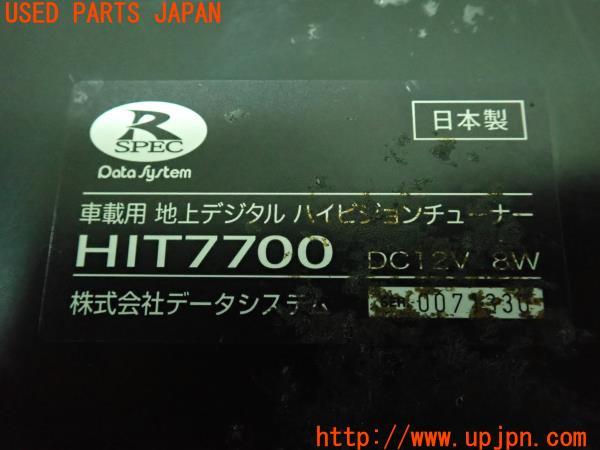 USED PARTS JAPAN
R
SPEC
Data System
日本製
車載用 地上デジタル ハイビジョンチューナー
HIT7700 DC12V 8W
株式会社データシステム
http://www.upjpn.com